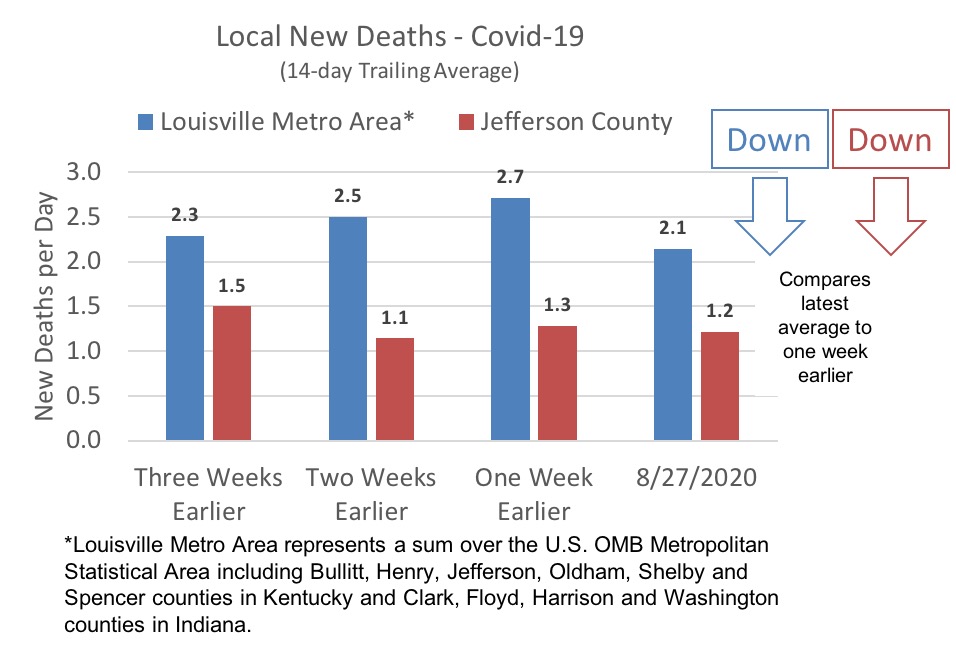 Local New Deaths - Covid-19
(14-day Trailing Average)
Louisville Metro Area*
Jefferson County
Down
Down
New Deaths per Day
3.0
2.5
2.0
1.5
1.0
0.5
0.0
2.3
1.5
2.5
1.1
2.7
1.3
2.1
1.2
Compares
latest
average to
one week
earlier
Three Weeks
Earlier
Two Weeks
Earlier
One Week
Earlier
8/27/2020
*Louisville Metro Area represents a sum over the U.S. OMB Metropolitan
Statistical Area including Bullitt, Henry, Jefferson, Oldham, Shelby and
Spencer counties in Kentucky and Clark, Floyd, Harrison and Washington
counties in Indiana.